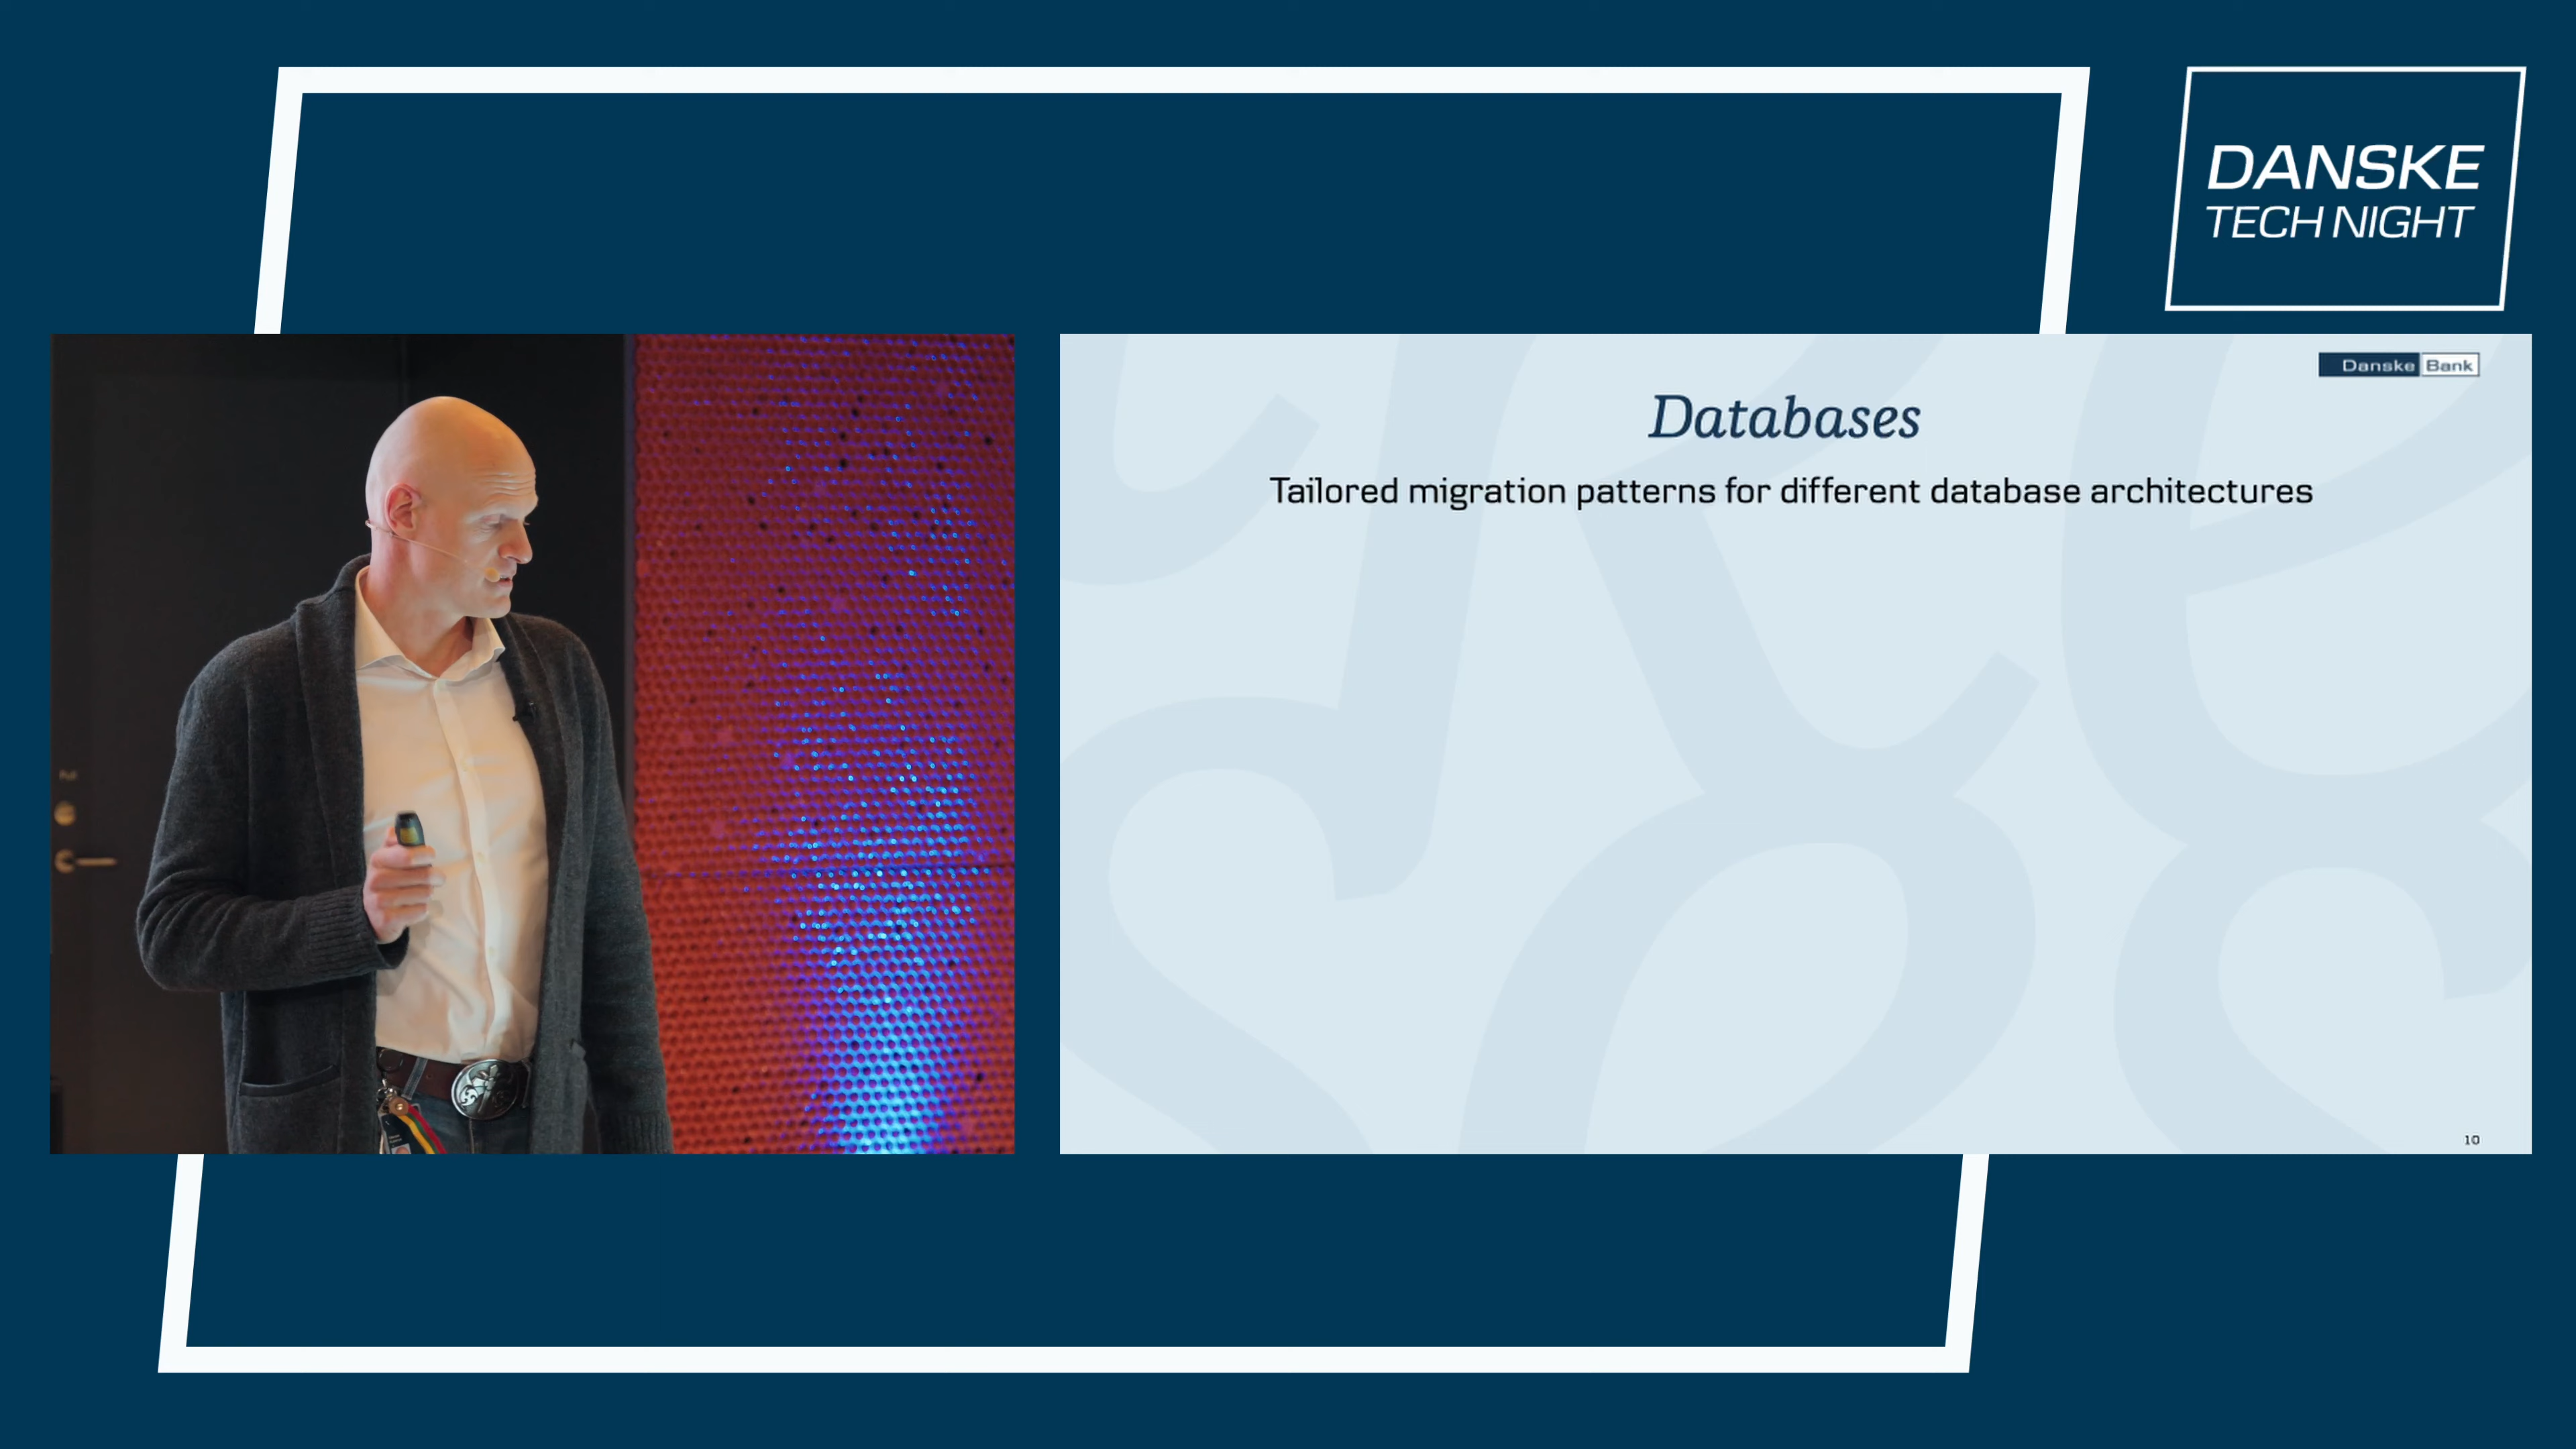 DANSKE
TECH NIGHT
Danske Bank
Databases
Tailored migration patterns for different database architectures
10